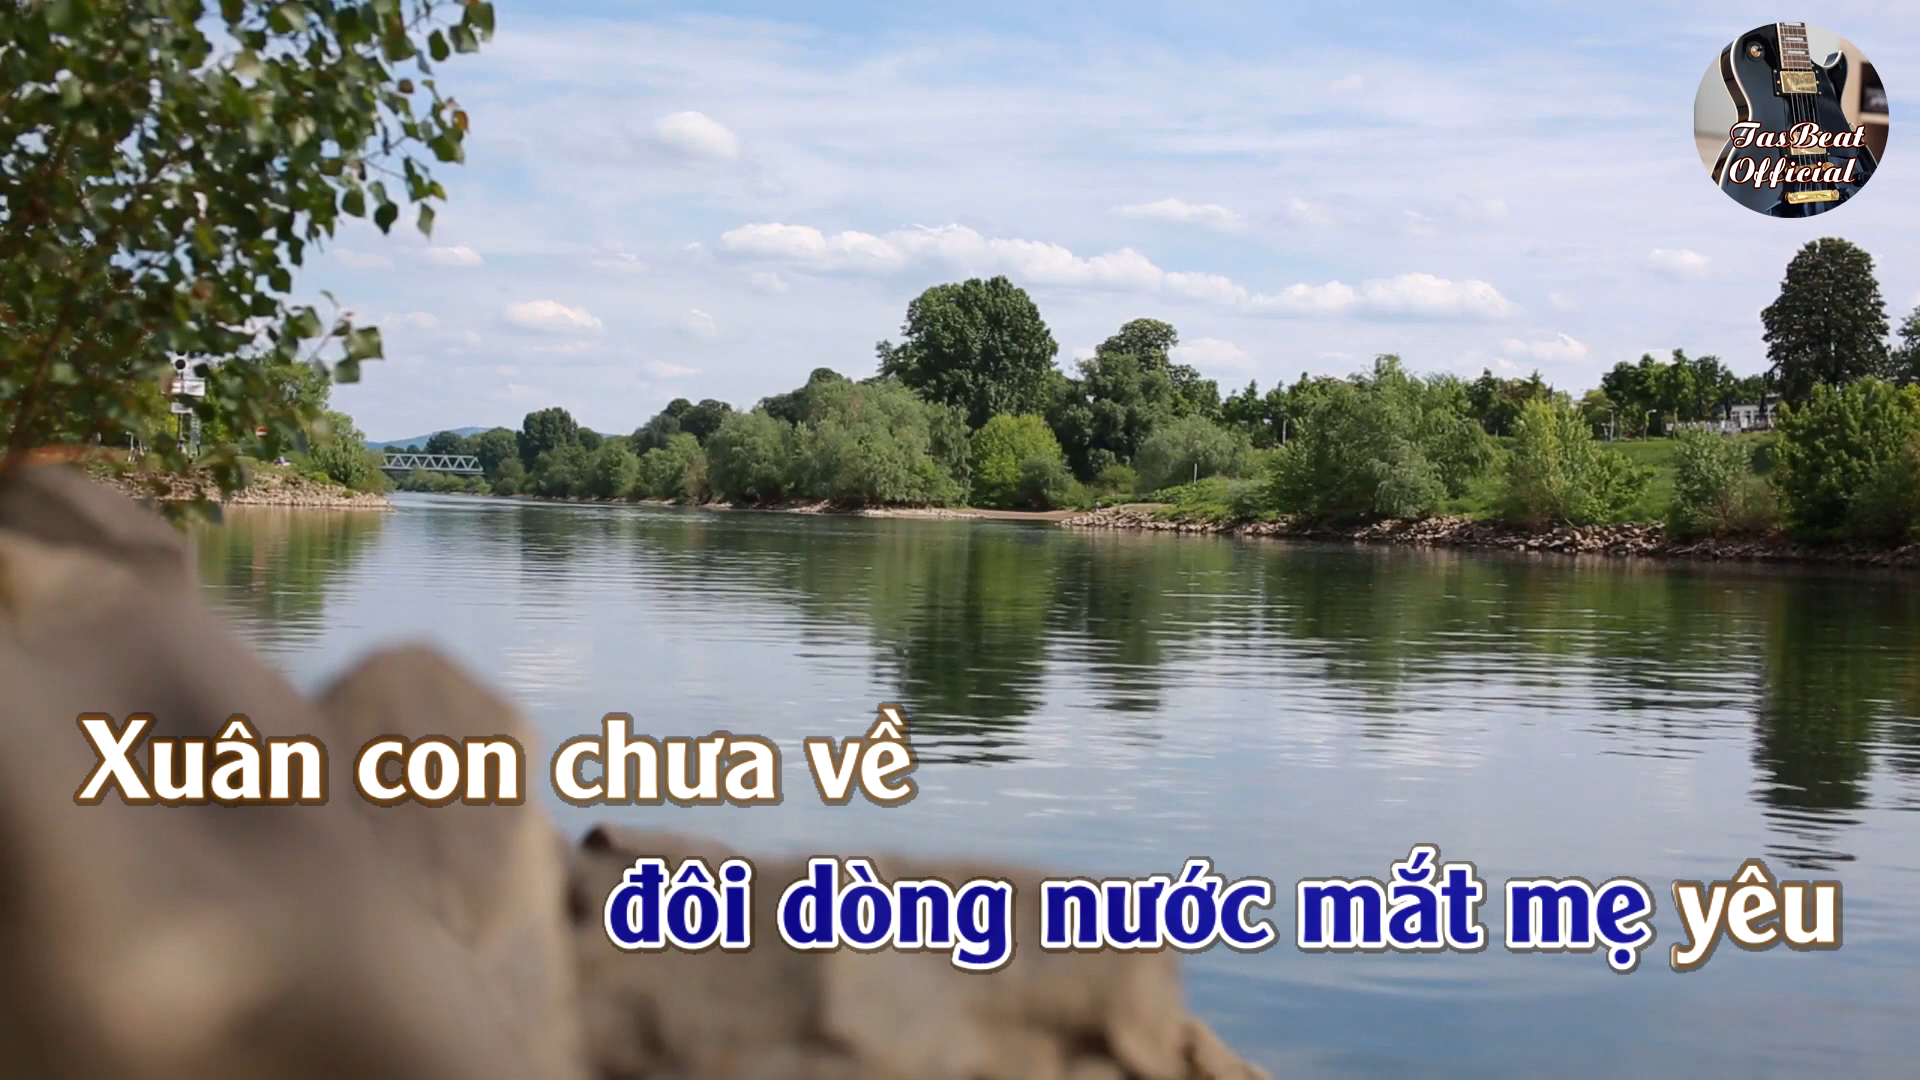 TasBeat
Official
Xuân con chưa về
đôi dòng nước mắt mẹ yêu